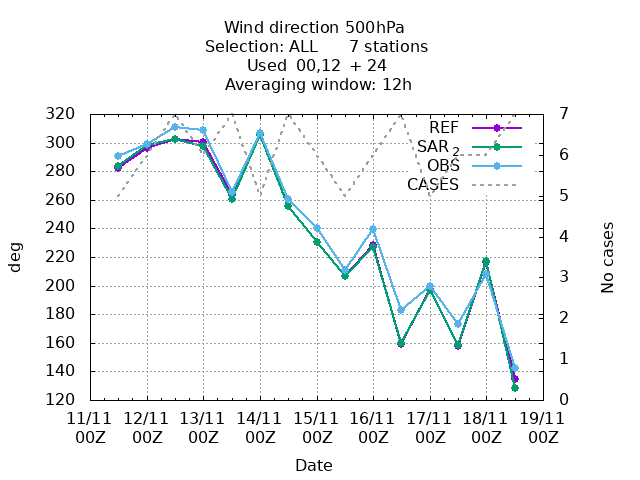 Wind direction 500hPa
Selection: ALL 7 stations
Used 00,12 + 24
Averaging window: 12h
deg
320
300
280
260
240
220
200
180
160
140
120
REF
SAR 2
OBS
CASES
7
6
5
4
3
2
1
0
No cases
11/11 12/11 13/11 14/11 15/11 16/11 17/11 18/11 19/11
00Z 00Z 00Z 00Z 00Z 00Z 00Z 00Z 00Z
Date